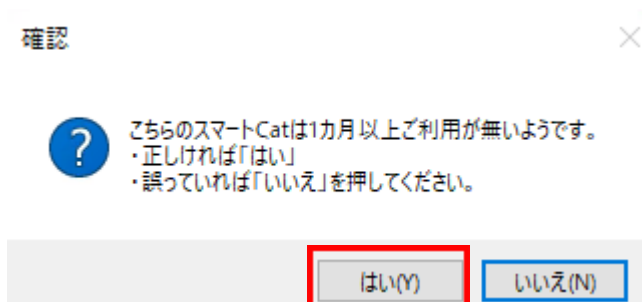 確認
こちらのスマートCatは1カ月以上ご利用が無いようです。
・正しければ「はい」
・誤っていれば「いいえ」を押してください。
はい(Y)
いいえ(N)